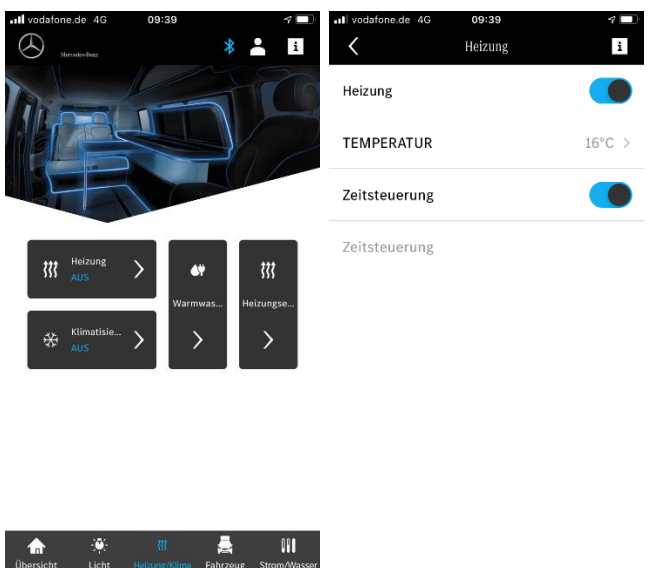 vodafone.de 4G 09:39
Mercedes-Benz
i
Heizung
AUS
Klimatisie...
AUS
Warmwas...
Heizungse...
Übersicht
Licht
Heizung/Klima
Fahrzeug
Strom/Wasser
vodafone.de 4G 09:39
Heizung
i
Heizung
TEMPERATUR 16°C
Zeitsteuerung
Zeitsteuerung